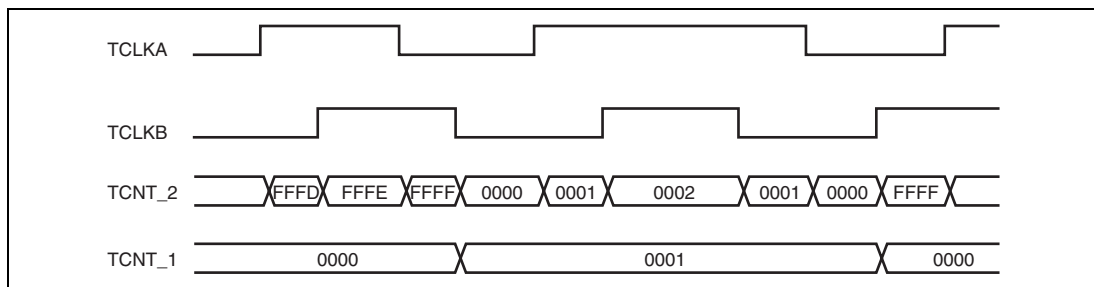 TCLKA
TCLKB
TCNT_2 FFFD FFFE FFFF 0000 0001 0002 0001 0000 FFFF
TCNT_1 0000 0001 0000